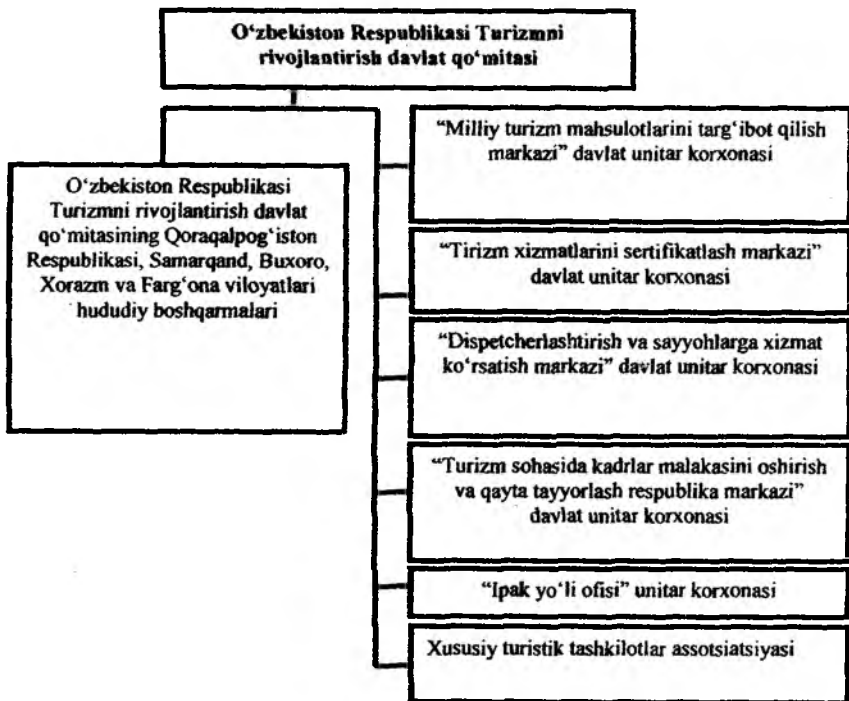 O‘zbekiston Respublikasi Turizmni
rivojlantirish davlat qo‘mitasi
O‘zbekiston Respublikasi
Turizmni rivojlantirish davlat
qo‘mitasining Qoraqalpog‘iston
Respublikasi, Samarqand, Buxoro,
Xorazm va Farg‘ona viloyatlari
hududiy boshqarmalari
“Milliy turizm mahsulotlarini targ‘ibot qilish
markazi” davlat unitar korxonasi
“Tirizm xizmatlarini sertifikatlash markazi”
davlat unitar korxonasi
“Dispetcherlashtirish va sayyohlarga xizmat
ko‘rsatish markazi” davlat unitar korxonasi
“Turizm sohasida kadrlar malakasini oshirish
va qayta tayyorlash respublika markazi”
davlat unitar korxonasi
“Ipak yo‘li ofisi” unitar korxonasi
Xususiy turistik tashkilotlar assotsiatsiyasi